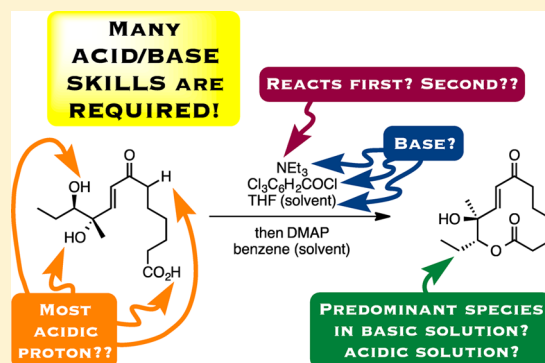 MANY
ACID/BASE
SKILLS ARE
REQUIRED!
REACTS FIRST? SECOND??
BASE?
NEt3
Cl3C6H2COCl
THF (solvent)
then DMAP
benzene (solvent)
O
H
OH
HO
CO2H
MOST
ACIDIC
PROTON??
O
HO
O
O
PREDOMINANT SPECIES
IN BASIC SOLUTION?
ACIDIC SOLUTION?